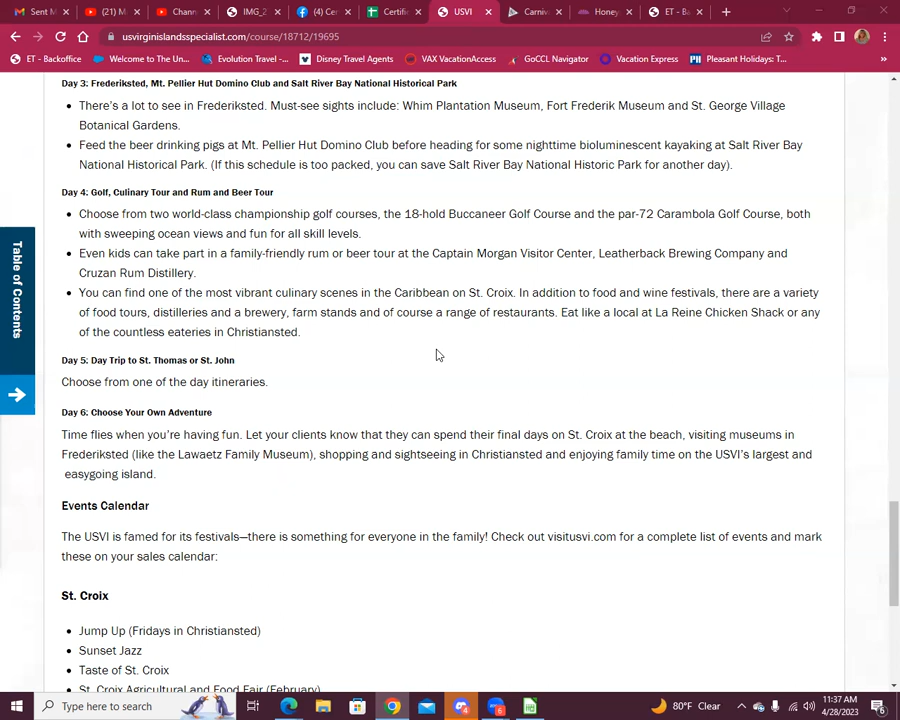 Sent M
(21) M
Chann
IMG_2
(4) Cer
Certific
USVI
Carniv
Honey
ET - Ba
usvirginislandsspecialist.com/course/18712/19695
ET - Backoffice
Welcome to The Un...
Evolution Travel -...
Disney Travel Agents
VAX VacationAccess
GoCCL Navigator
Vacation Express
Pleasant Holidays: T...
Day 3: Frederiksted, Mt. Pellier Hut Domino Club and Salt River Bay National Historical Park
There's a lot to see in Frederiksted. Must-see sights include: Whim Plantation Museum, Fort Frederik Museum and St. George Village
Botanical Gardens.
Feed the beer drinking pigs at Mt. Pellier Hut Domino Club before heading for some nighttime bioluminescent kayaking at Salt River Bay
National Historical Park. (If this schedule is too packed, you can save Salt River Bay National Historic Park for another day).
Day 4: Golf, Culinary Tour and Rum and Beer Tour
Choose from two world-class championship golf courses, the 18-hold Buccaneer Golf Course and the par-72 Carambola Golf Course, both
with sweeping ocean views and fun for all skill levels.
Even kids can take part in a family-friendly rum or beer tour at the Captain Morgan Visitor Center, Leatherback Brewing Company and
Cruzan Rum Distillery.
You can find one of the most vibrant culinary scenes in the Caribbean on St. Croix. In addition to food and wine festivals, there are a variety
of food tours, distilleries and a brewery, farm stands and of course a range of restaurants. Eat like a local at La Reine Chicken Shack or any
of the countless eateries in Christiansted.
Table of Contents
Day 5: Day Trip to St. Thomas or St. John
Choose from one of the day itineraries.
Day 6: Choose Your Own Adventure
Time flies when you're having fun. Let your clients know that they can spend their final days on St. Croix at the beach, visiting museums in
Frederiksted (like the Lawaetz Family Museum), shopping and sightseeing in Christiansted and enjoying family time on the USVI's largest and
easygoing island.
Events Calendar
The USVI is famed for its festivals—there is something for everyone in the family! Check out visitusvi.com for a complete list of events and mark
these on your sales calendar:
St. Croix
Jump Up (Fridays in Christiansted)
Sunset Jazz
Taste of St. Croix
St. Croix Agricultural and Food Fair (February)
Type here to search
80°F Clear
11:37 AM
4/28/2023